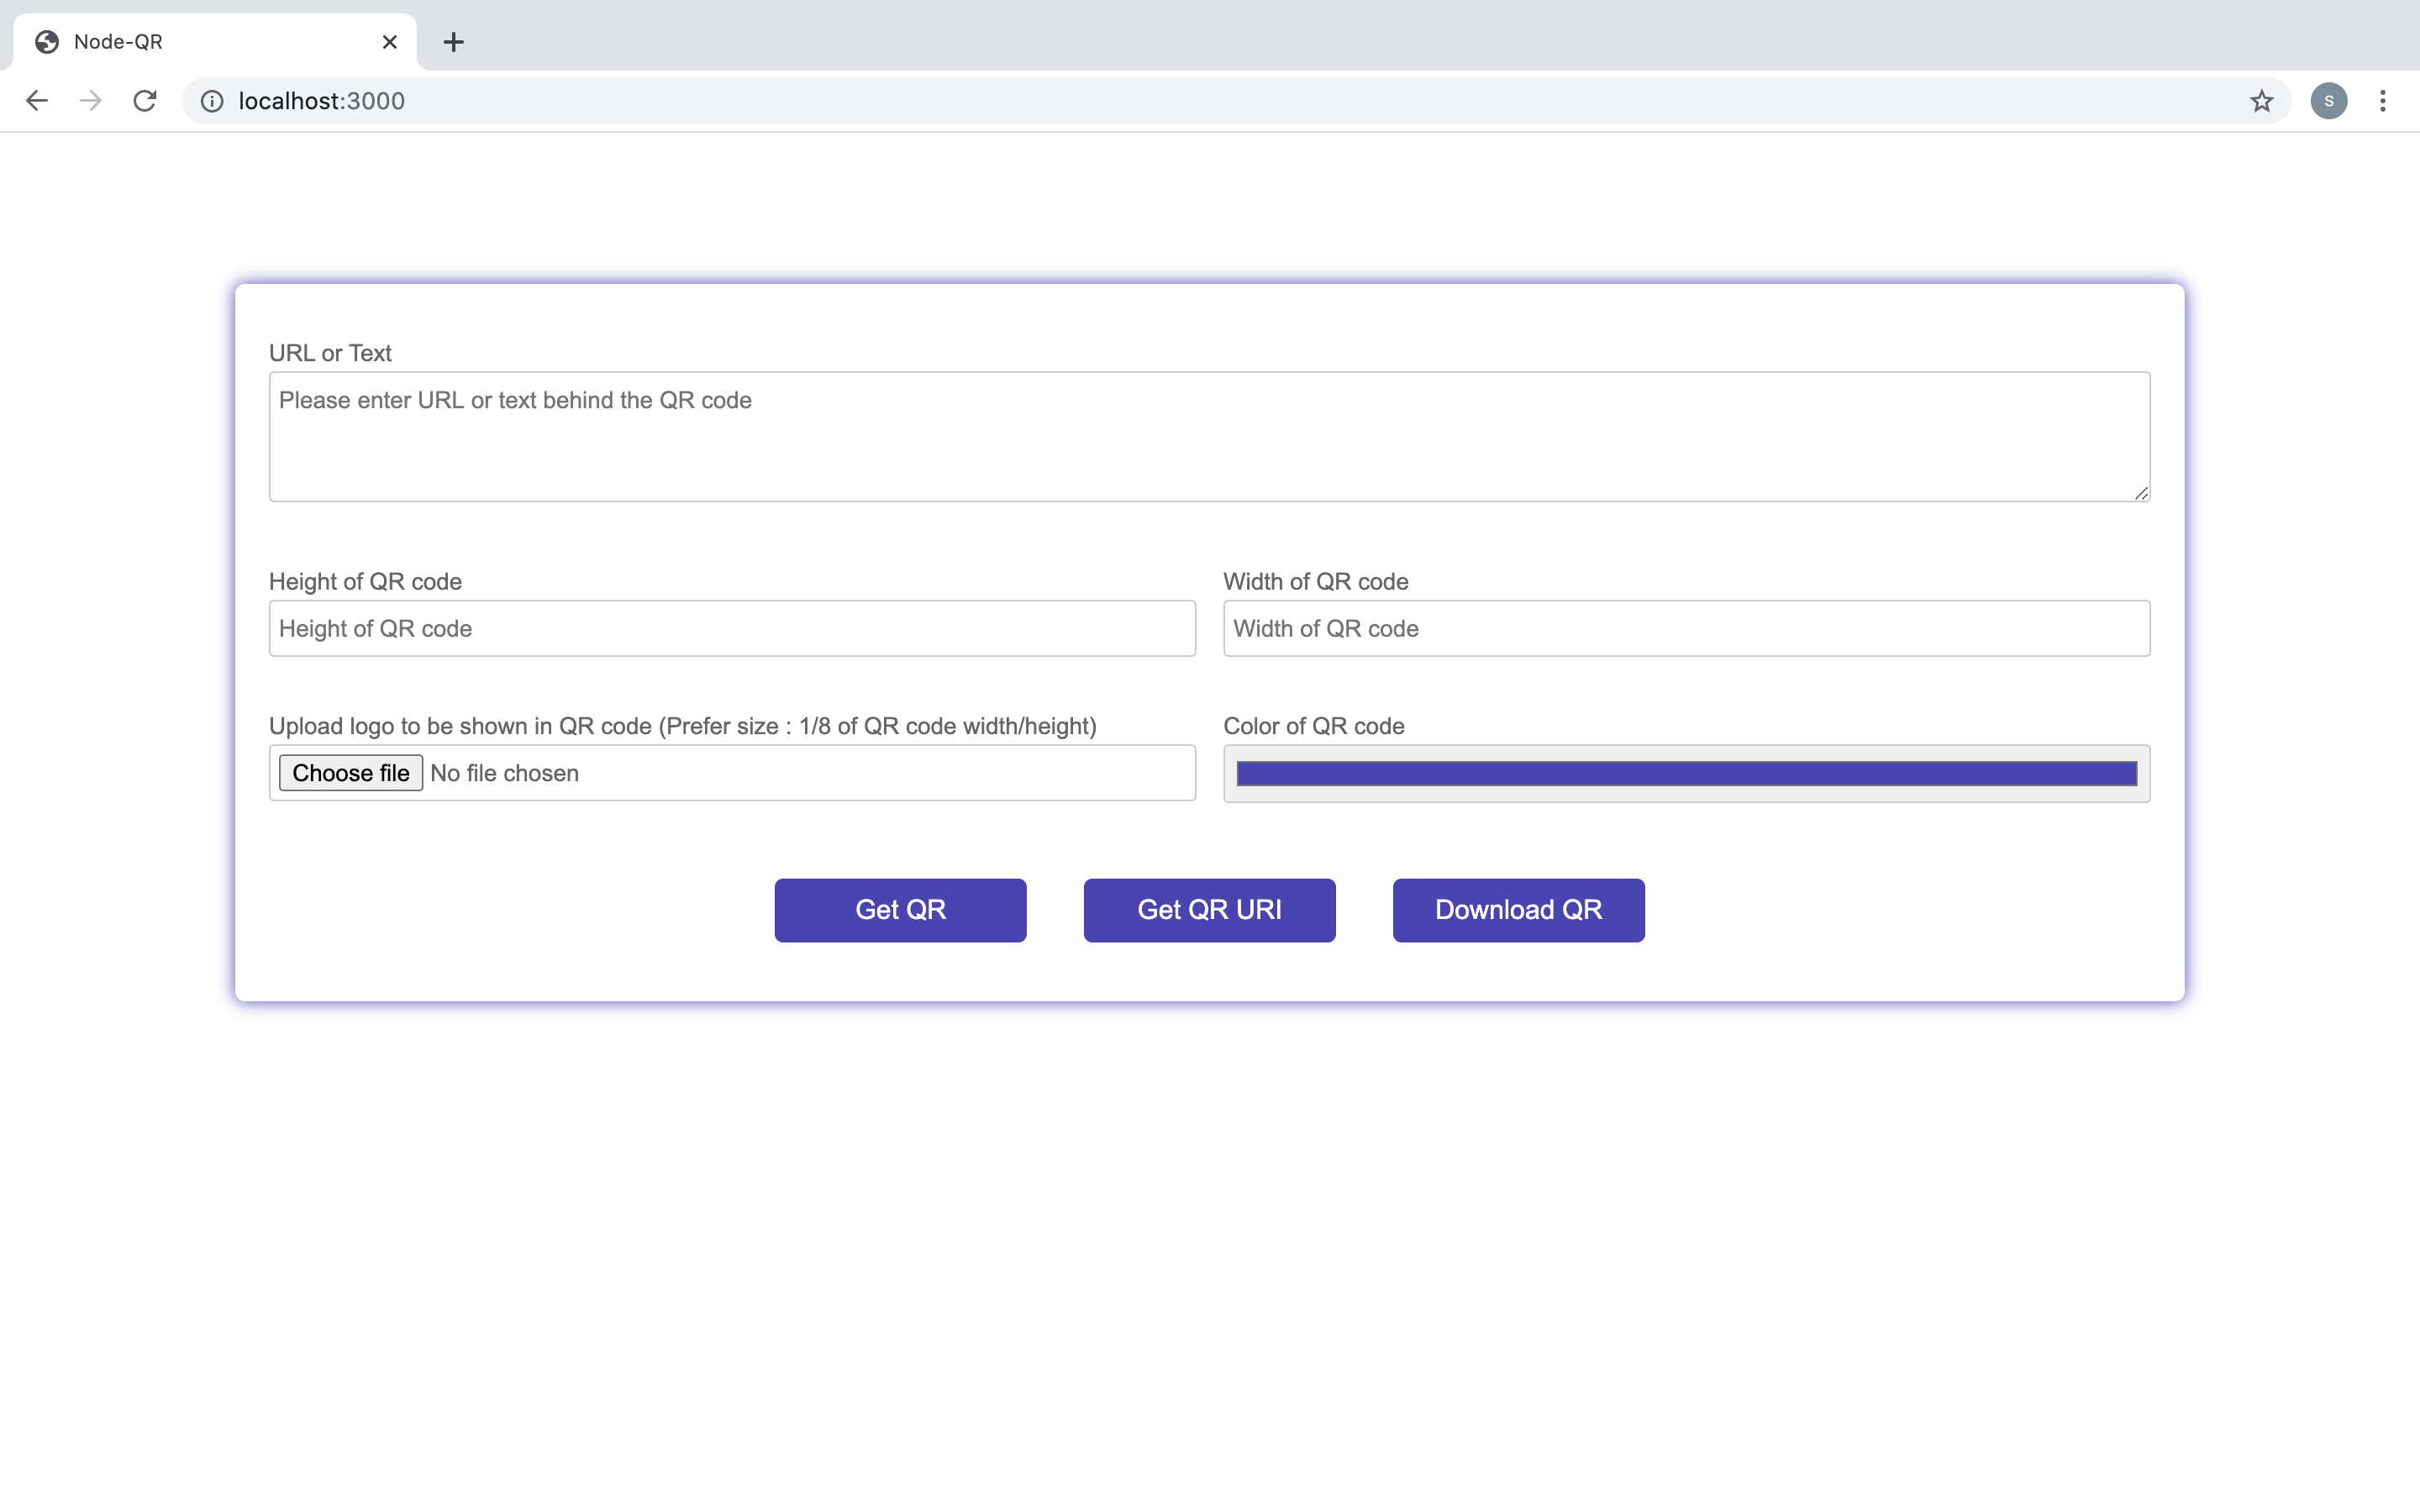 Node-QR
localhost:3000
S
URL or Text
Please enter URL or text behind the QR code
Height of QR code
Width of QR code
Height of QR code
Width of QR code
Upload logo to be shown in QR code (Prefer size : 1/8 of QR code width/height)
Color of QR code
Choose file No file chosen
Get QR
Get QR URI
Download QR